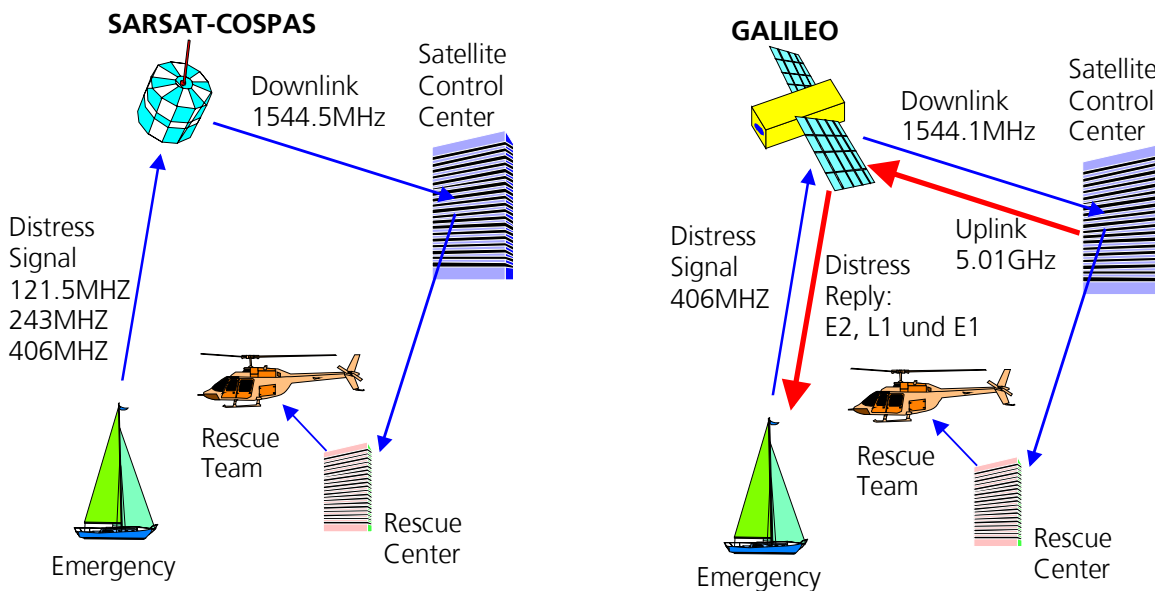 SARSAT-COSPAS
Downlink
1544.5MHz
Satellite
Control
Center
Distress
Signal
121.5MHZ
243MHZ
406MHZ
Rescue
Team
Rescue
Center
Emergency
GALILEO
Downlink
1544.1MHz
Satellite
Control
Center
Uplink
5.01GHz
Distress
Signal
406MHZ
Distress
Reply:
E2, L1 und E1
Rescue
Team
Rescue
Center
Emergency